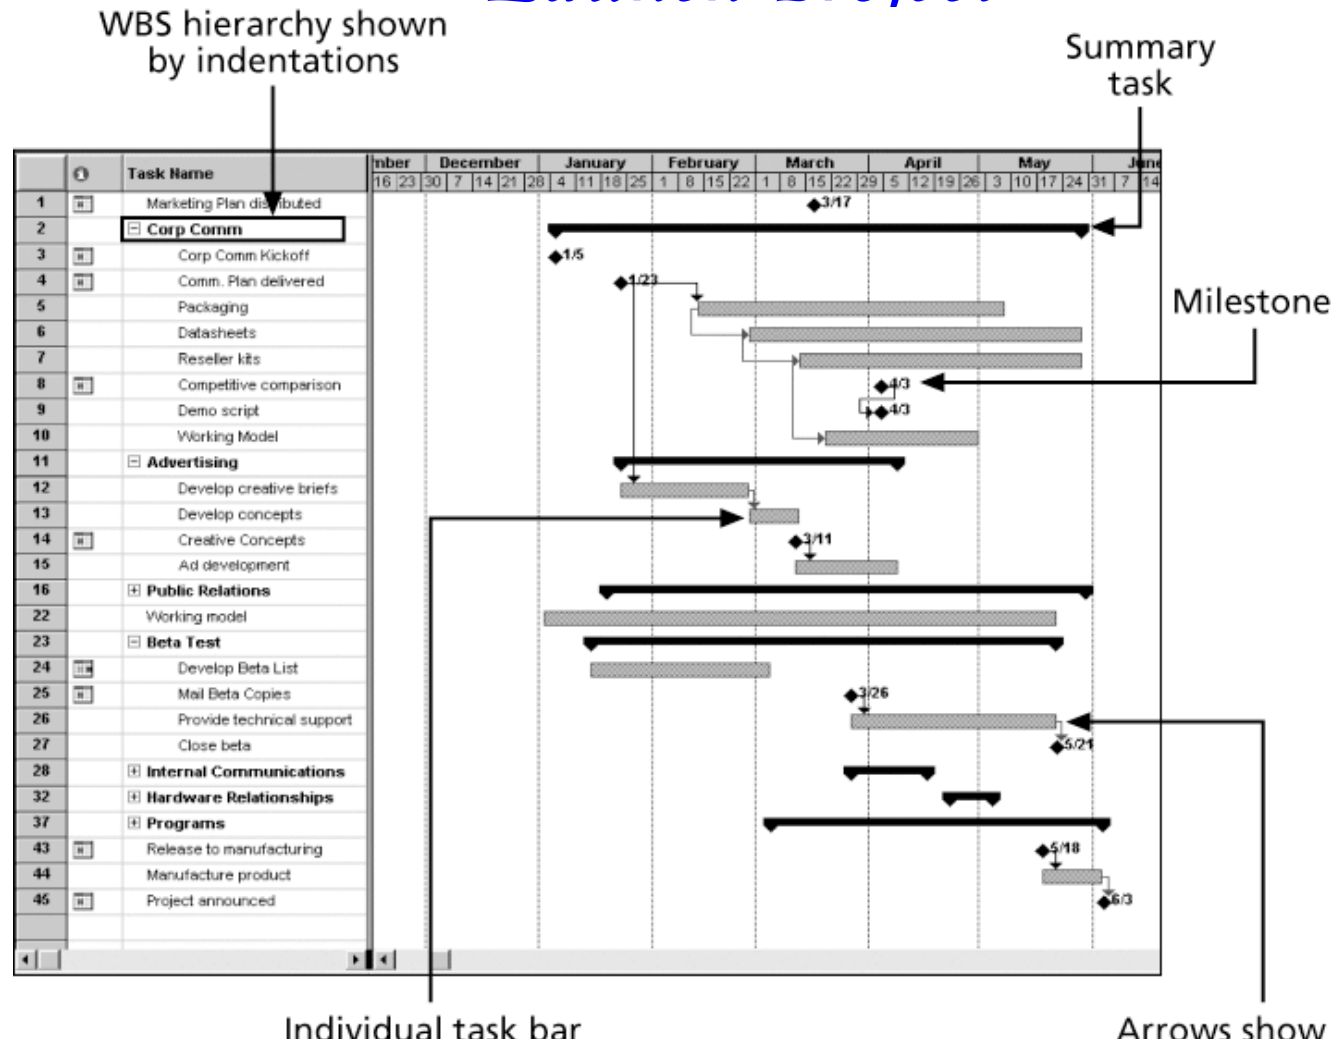 WBS hierarchy shown
by indentations
Summary
task
Task Name
mber December January February March April May June
16 23 30 7 14 21 28 4 11 18 25 1 8 15 22 1 8 15 22 29 5 12 19 26 3 10 17 24 31 7 14
1 Marketing Plan distributed 3/17
2 Corp Comm
3 Corp Comm Kickoff 1/5
4 Comm. Plan delivered 1/23
5 Packaging
Milestone
6 Datasheets
7 Reseller kits
8 Competitive comparison 4/3
9 Demo script 4/3
10 Working Model
11 Advertising
12 Develop creative briefs
13 Develop concepts
14 Creative Concepts 3/11
15 Ad development
16 Public Relations
22 Working model
23 Beta Test
24 Develop Beta List
25 Mail Beta Copies 3/26
26 Provide technical support
27 Close beta 5/21
28 Internal Communications
32 Hardware Relationships
37 Programs
43 Release to manufacturing 5/18
44 Manufacture product
45 Project announced 6/3
Individual task bar
Arrows show